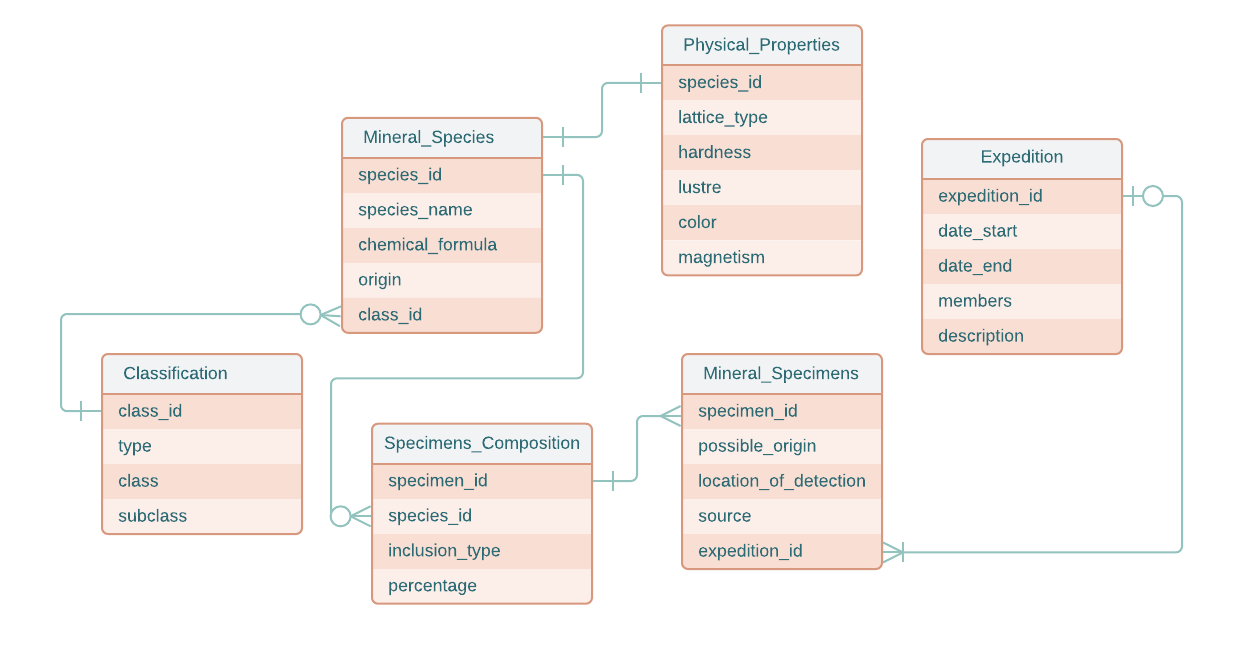 Physical_Properties
species_id
lattice_type
hardness
lustre
color
magnetism
Mineral_Species
species_id
species_name
chemical_formula
origin
class_id
Expedition
expedition_id
date_start
date_end
members
description
Classification
class_id
type
class
subclass
Specimens_Composition
specimen_id
species_id
inclusion_type
percentage
Mineral_Specimens
specimen_id
possible_origin
location_of_detection
source
expedition_id